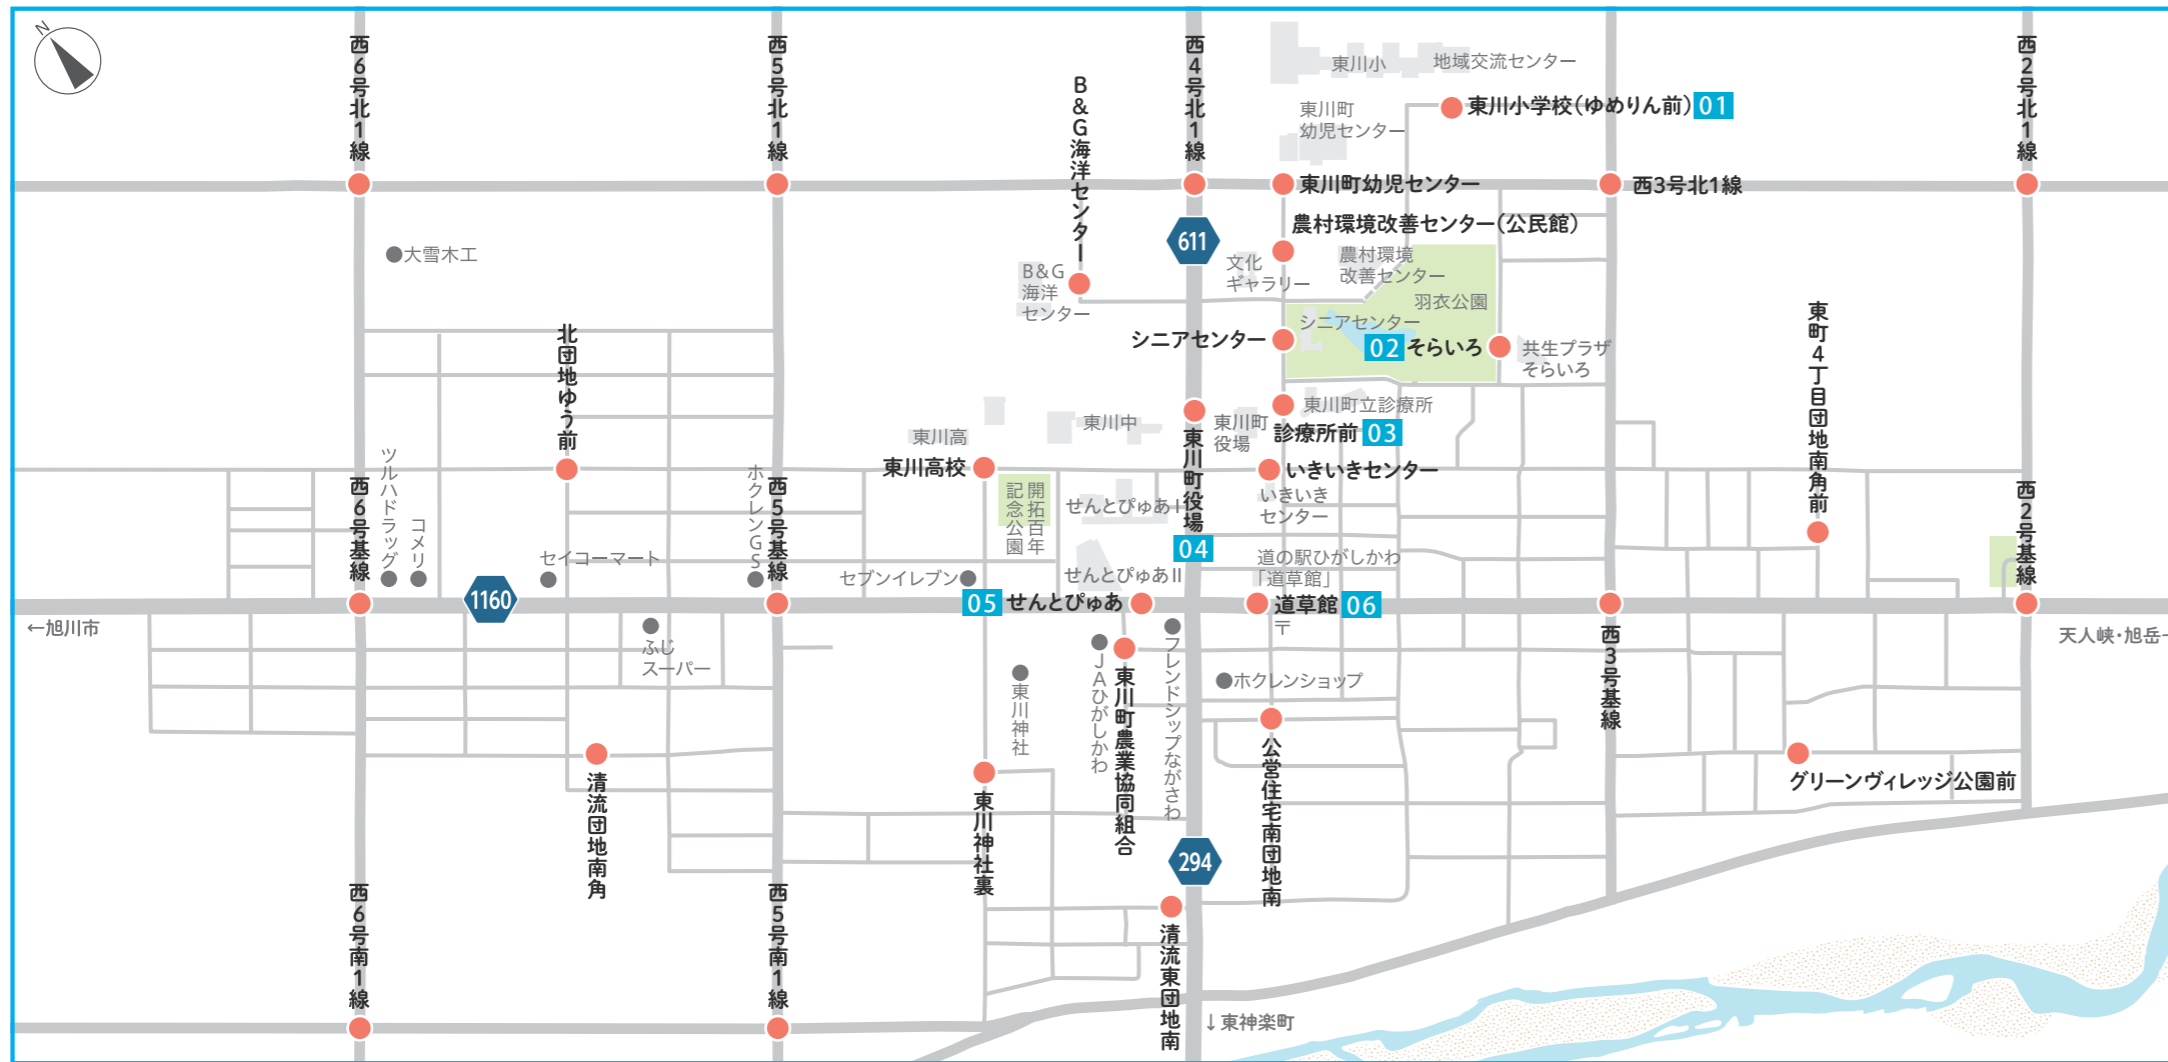 N
西6号北1線
西5号北1線
西4号北1線
西2号北1線
B&G海洋センター
東川小
地域交流センター
東川小学校(ゆめりん前) 01
東川町
幼児センター
東川町幼児センター
西3号北1線
農村環境改善センター(公民館)
611
大雪木工
文化
ギャラリー
農村環境
改善センター
B&G
海洋
センター
羽衣公園
シニアセンター
シニアセンター
02 そらいろ
共生プラザ
そらいろ
北団地ゆう前
東町4丁目団地南角前
東川町立診療所
診療所前 03
東川高
東川中
東川町
役場
東川高校
東川町役場
04
いきいきセンター
いきいき
センター
ツルハドラッグ
コメリ
西6号基線
ホクレンGS
西5号基線
開拓百年
記念公園
せんとぴゅあI
せんとぴゅあII
西2号基線
セイコーマート
セブンイレブン
道の駅ひがしかわ
「道草館」
1160
05 せんとぴゅあ
道草館 06
〒
←旭川市
天人峡・旭岳→
ふじ
スーパー
東川神社
JAひがしかわ
東川町農業協同組合
フレンドシップながさわ
ホクレンショップ
西3号基線
公営住宅南団地南
グリーンヴィレッジ公園前
清流団地南角
東川神社裏
294
西6号南1線
西5号南1線
清流東団地南
↓東神楽町